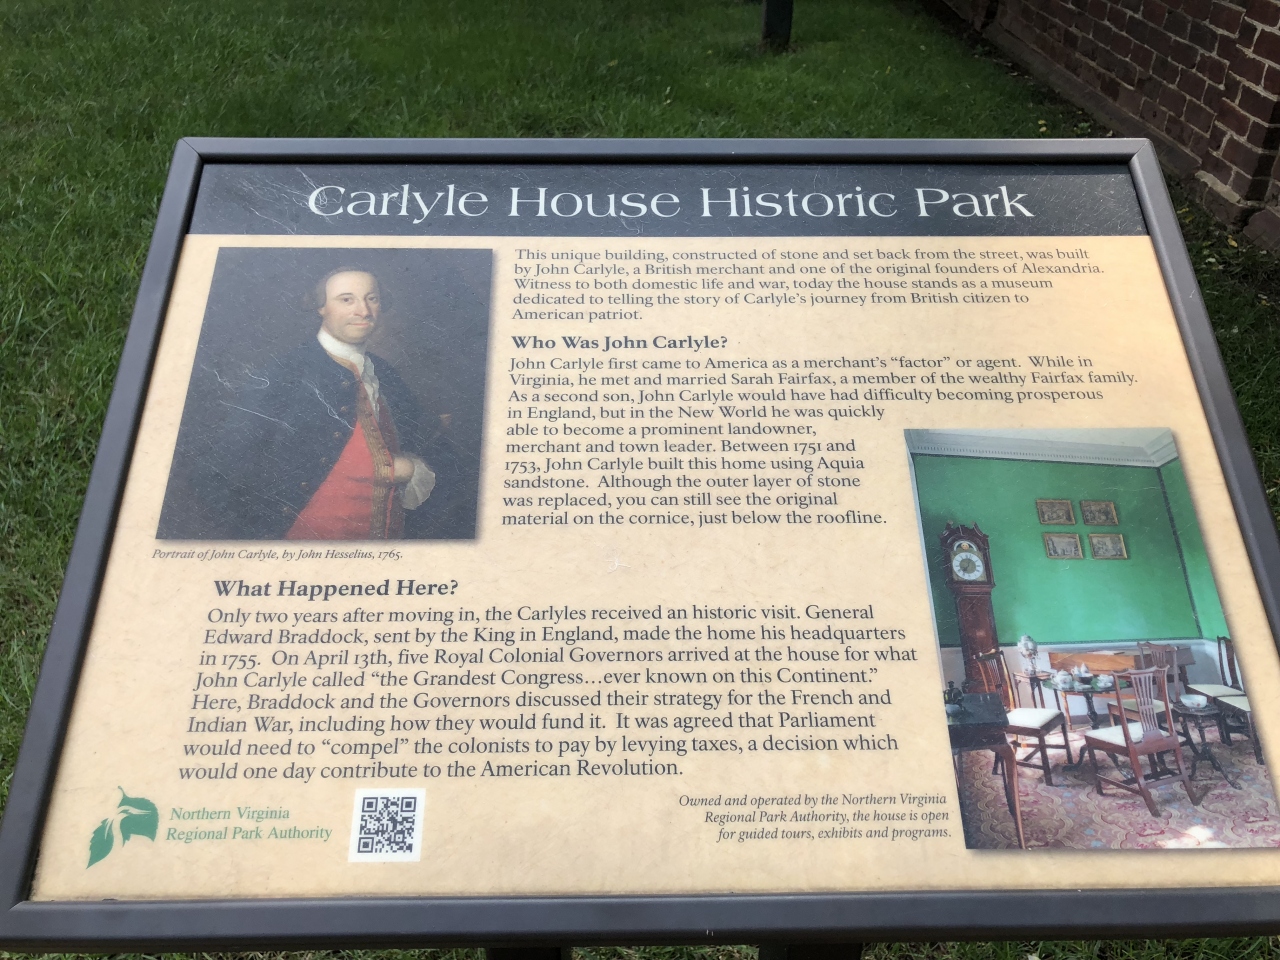 Carlyle House Historic Park
This unique building, constructed of stone and set back from the street, was built
by John Carlyle, a British merchant and one of the original founders of Alexandria.
Witness to both domestic life and war, today the house stands as a museum
dedicated to telling the story of Carlyle's journey from British citizen to
American patriot.
Who Was John Carlyle?
John Carlyle first came to America as a merchant's "factor" or agent. While in
Virginia, he met and married Sarah Fairfax, a member of the wealthy Fairfax family.
As a second son, John Carlyle would have had difficulty becoming prosperous
in England, but in the New World he was quickly
able to become a prominent landowner,
merchant and town leader. Between 1751 and
1753, John Carlyle built this home using Aquia
sandstone. Although the outer layer of stone
was replaced, you can still see the original
material on the cornice, just below the roofline.
Portrait of John Carlyle, by John Hesselius, 1765.
What Happened Here?
Only two years after moving in, the Carlyles received an historic visit. General
Edward Braddock, sent by the King in England, made the home his headquarters
in 1755. On April 13th, five Royal Colonial Governors arrived at the house for what
John Carlyle called "the Grandest Congress...ever known on this Continent."
Here, Braddock and the Governors discussed their strategy for the French and
Indian War, including how they would fund it. It was agreed that Parliament
would need to "compel" the colonists to pay by levying taxes, a decision which
would one day contribute to the American Revolution.
Northern Virginia
Regional Park Authority
Owned and operated by the Northern Virginia
Regional Park Authority, the house is open
for guided tours, exhibits and programs.